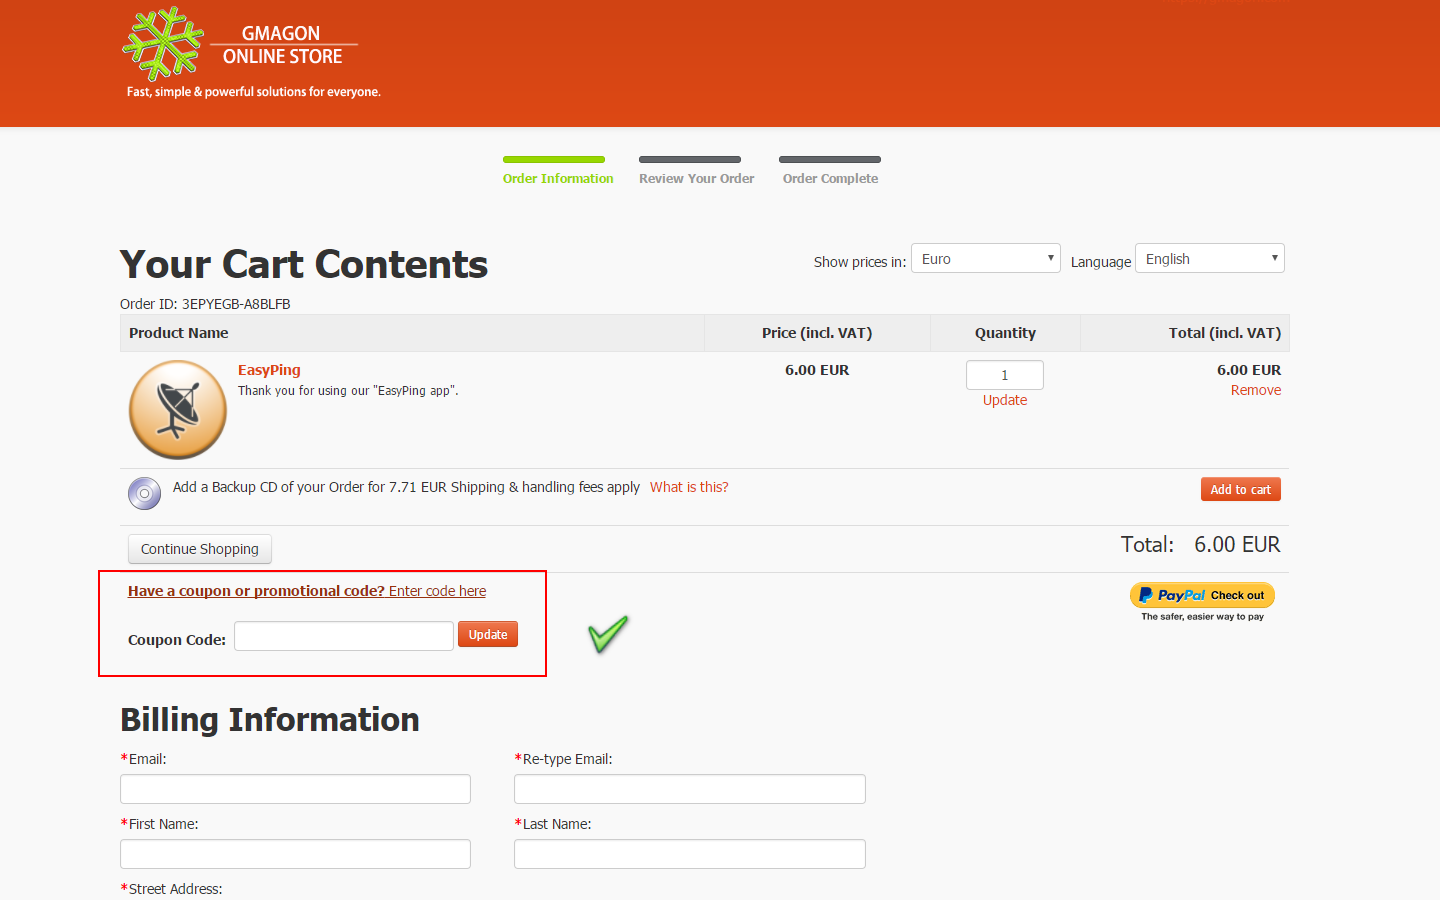 GMAGON
ONLINE STORE
Fast, simple & powerful solutions for everyone.
Order Information
Review Your Order
Order Complete
Your Cart Contents
Show prices in: Euro
Language English
Order ID: 3EPYEGB-A8BLFB
Product Name
Price (incl. VAT)
Quantity
Total (incl. VAT)
EasyPing
Thank you for using our "EasyPing app".
6.00 EUR
1
Update
6.00 EUR
Remove
Add a Backup CD of your Order for 7.71 EUR Shipping & handling fees apply What is this?
Add to cart
Continue Shopping
Total: 6.00 EUR
Have a coupon or promotional code? Enter code here
Coupon Code:
Update
PayPal Check out
The safer, easier way to pay
Billing Information
*Email:
*Re-type Email:
*First Name:
*Last Name:
*Street Address: